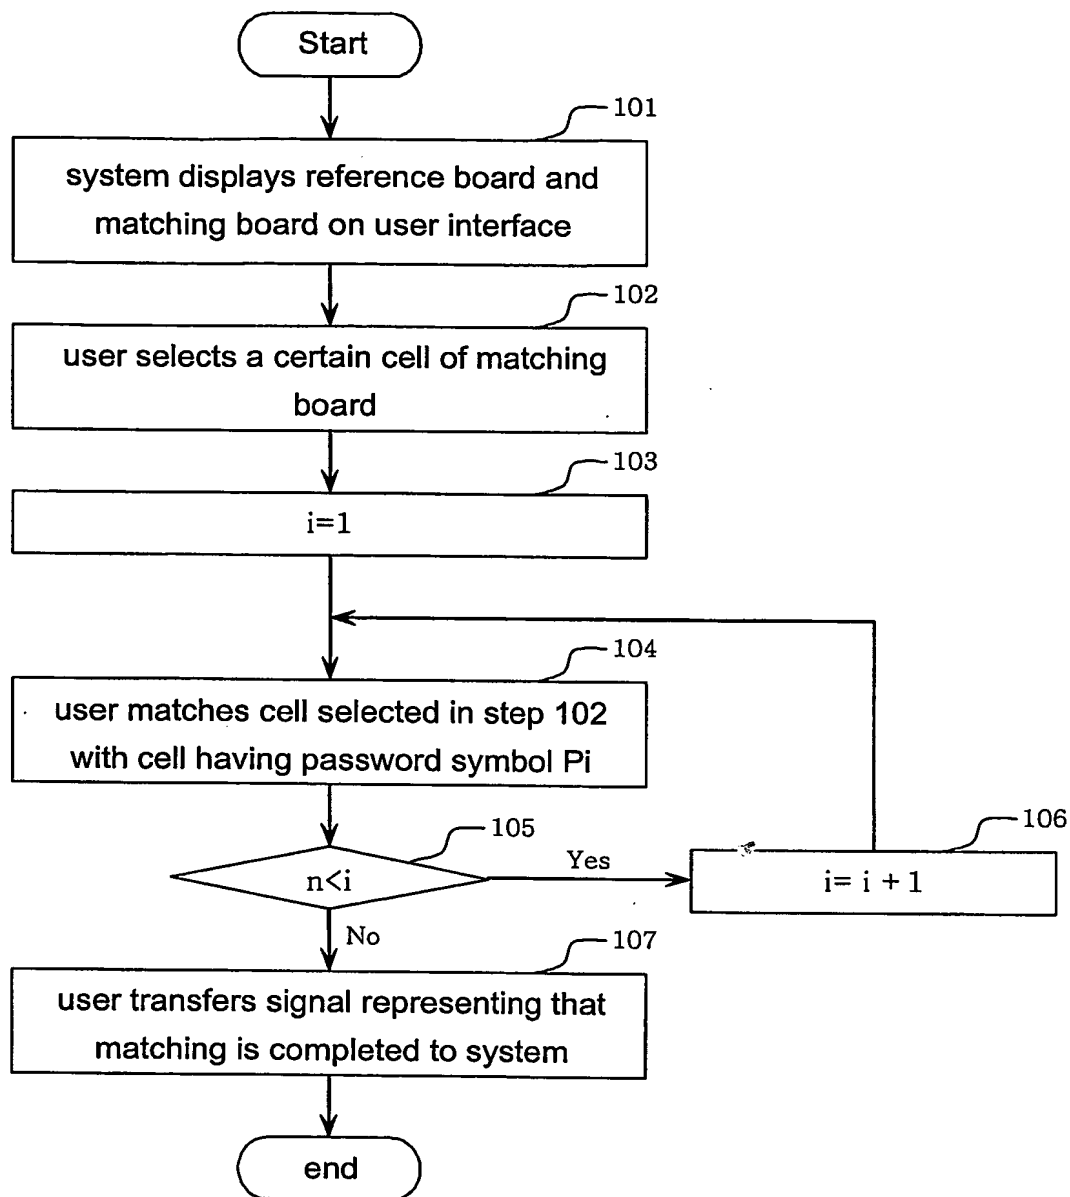 Start
101
system displays reference board and
matching board on user interface
102
user selects a certain cell of matching
board
103
i=1
104
user matches cell selected in step 102
with cell having password symbol Pi
105
n<i
Yes
106
i= i + 1
No
107
user transfers signal representing that
matching is completed to system
end